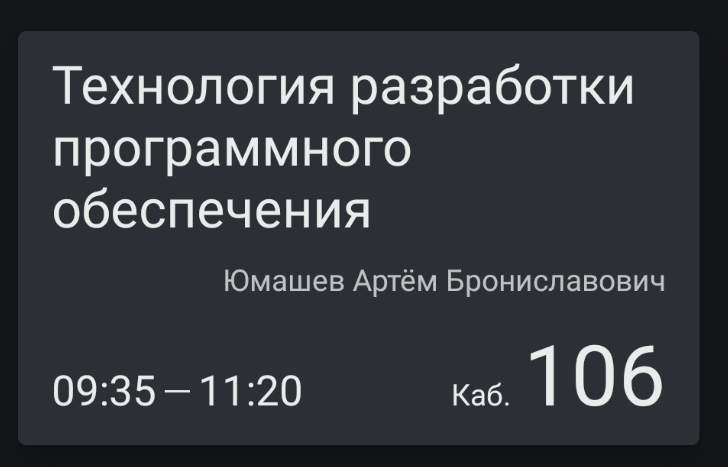 Технология разработки
программного
обеспечения
Юмашев Артём Брониславович
09:35 — 11:20 Каб. 106